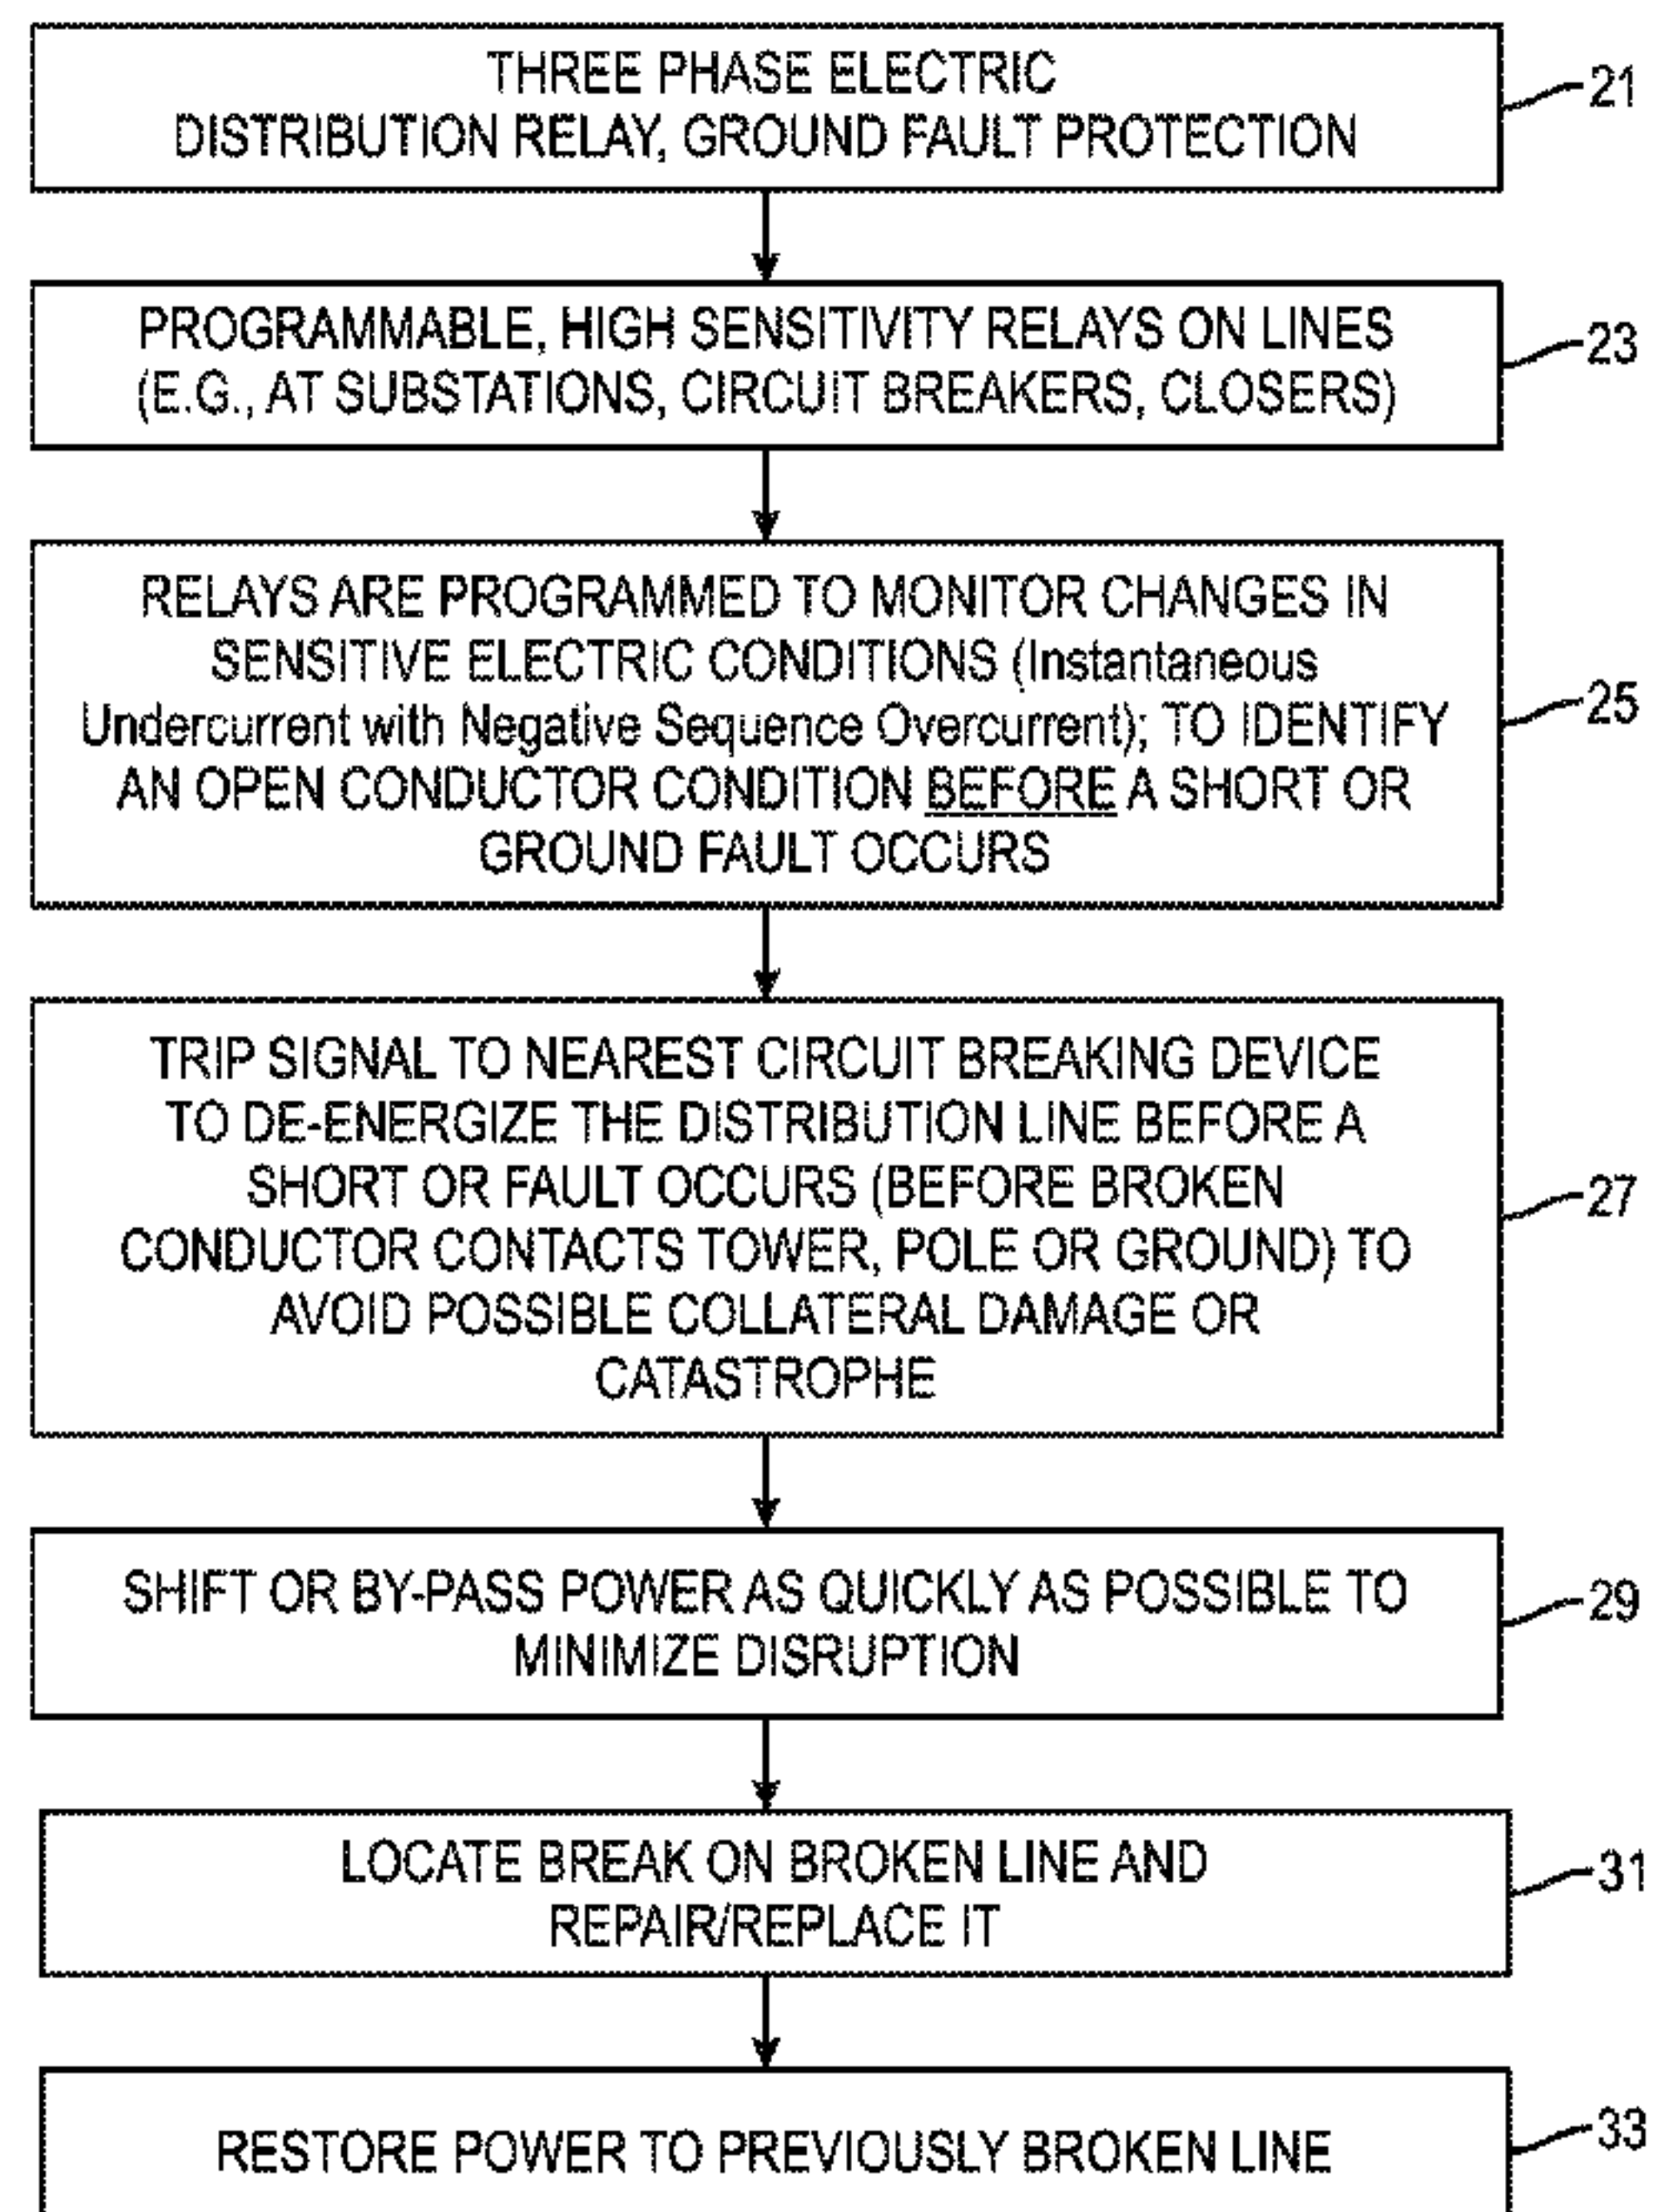 THREE PHASE ELECTRIC
DISTRIBUTION RELAY, GROUND FAULT PROTECTION
21
PROGRAMMABLE, HIGH SENSITIVITY RELAYS ON LINES
(E.G., AT SUBSTATIONS, CIRCUIT BREAKERS, CLOSERS)
23
RELAYS ARE PROGRAMMED TO MONITOR CHANGES IN
SENSITIVE ELECTRIC CONDITIONS (Instantaneous
Undercurrent with Negative Sequence Overcurrent); TO IDENTIFY
AN OPEN CONDUCTOR CONDITION BEFORE A SHORT OR
GROUND FAULT OCCURS
25
TRIP SIGNAL TO NEAREST CIRCUIT BREAKING DEVICE
TO DE-ENERGIZE THE DISTRIBUTION LINE BEFORE A
SHORT OR FAULT OCCURS (BEFORE BROKEN
CONDUCTOR CONTACTS TOWER, POLE OR GROUND) TO
AVOID POSSIBLE COLLATERAL DAMAGE OR
CATASTROPHE
27
SHIFT OR BY-PASS POWER AS QUICKLY AS POSSIBLE TO
MINIMIZE DISRUPTION
29
LOCATE BREAK ON BROKEN LINE AND
REPAIR/REPLACE IT
31
RESTORE POWER TO PREVIOUSLY BROKEN LINE
33